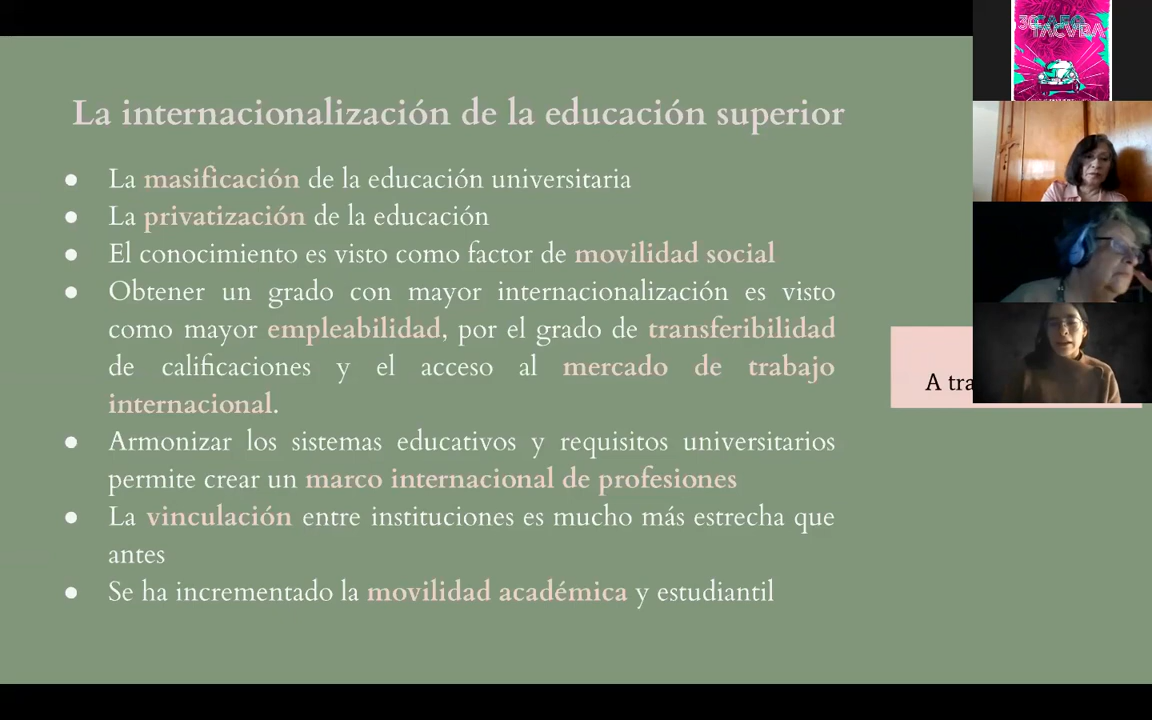 La internacionalización de la educación superior
● La masificación de la educación universitaria
● La privatización de la educación
● El conocimiento es visto como factor de movilidad social
● Obtener un grado con mayor internacionalización es visto
como mayor empleabilidad, por el grado de transferibilidad
de calificaciones y el acceso al mercado de trabajo
internacional.
● Armonizar los sistemas educativos y requisitos universitarios
permite crear un marco internacional de profesiones
● La vinculación entre instituciones es mucho más estrecha que
antes
● Se ha incrementado la movilidad académica y estudiantil
A
30
TACVBA